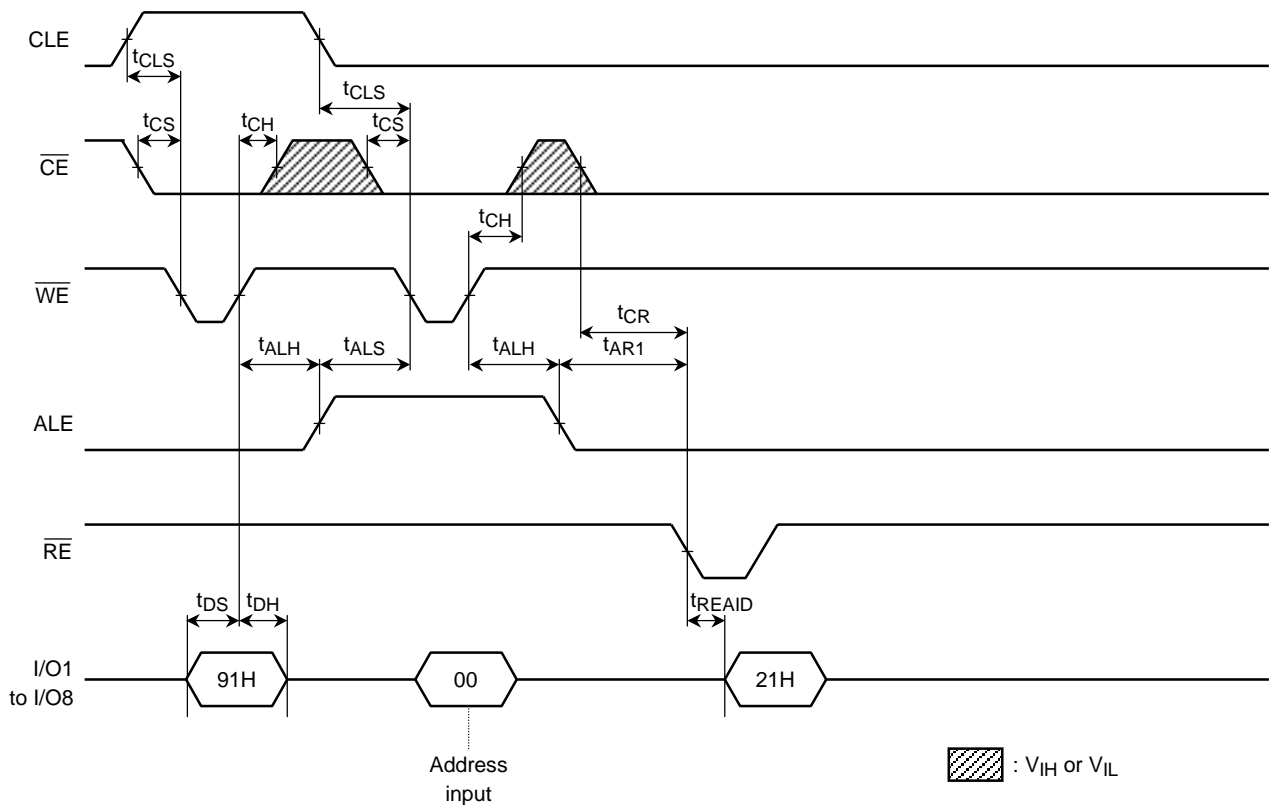 CLE
tCLS
tCLS
tCS
tCH
tCS
CE
tCH
WE
tCR
tALH
tALS
tALH
tAR1
ALE
RE
tDS
tDH
tREAID
I/O1
to I/O8
91H
00
21H
Address
input
: VIH or VIL